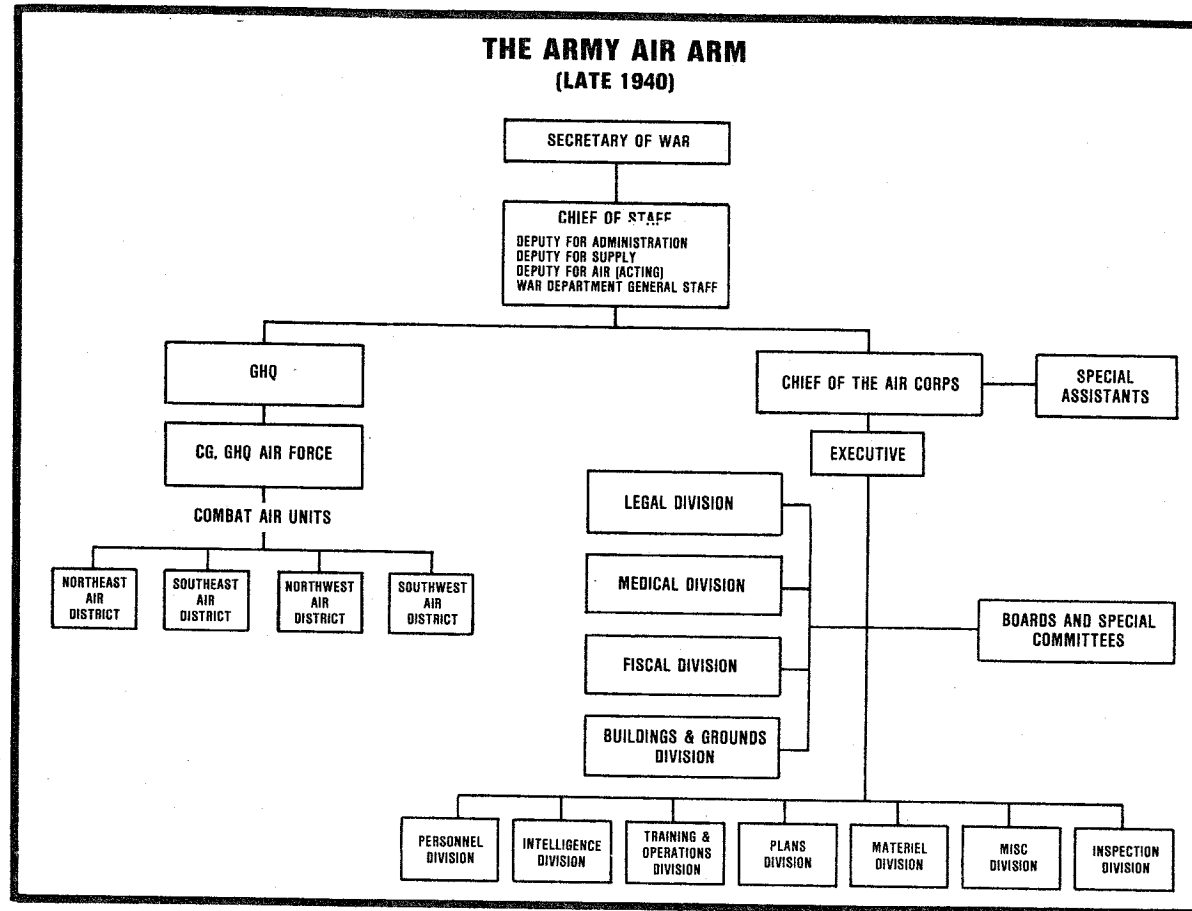 THE ARMY AIR ARM
(LATE 1940)
SECRETARY OF WAR
CHIEF OF STAFF
DEPUTY FOR ADMINISTRATION
DEPUTY FOR SUPPLY
DEPUTY FOR AIR (ACTING)
WAR DEPARTMENT GENERAL STAFF
GHQ
CHIEF OF THE AIR CORPS
SPECIAL
ASSISTANTS
CG, GHQ AIR FORCE
EXECUTIVE
COMBAT AIR UNITS
NORTHEAST
AIR
DISTRICT
SOUTHEAST
AIR
DISTRICT
NORTHWEST
AIR
DISTRICT
SOUTHWEST
AIR
DISTRICT
LEGAL DIVISION
MEDICAL DIVISION
FISCAL DIVISION
BUILDINGS & GROUNDS
DIVISION
BOARDS AND SPECIAL
COMMITTEES
PERSONNEL
DIVISION
INTELLIGENCE
DIVISION
TRAINING &
OPERATIONS
DIVISION
PLANS
DIVISION
MATERIEL
DIVISION
MISC
DIVISION
INSPECTION
DIVISION